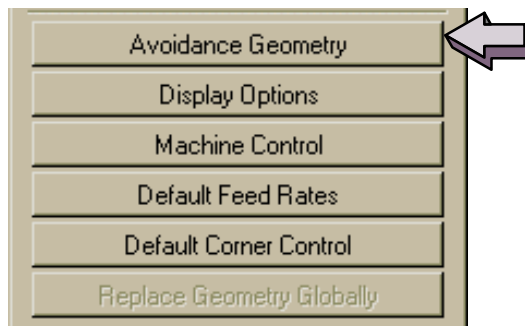 Avoidance Geometry
Display Options
Machine Control
Default Feed Rates
Default Corner Control
Replace Geometry Globally